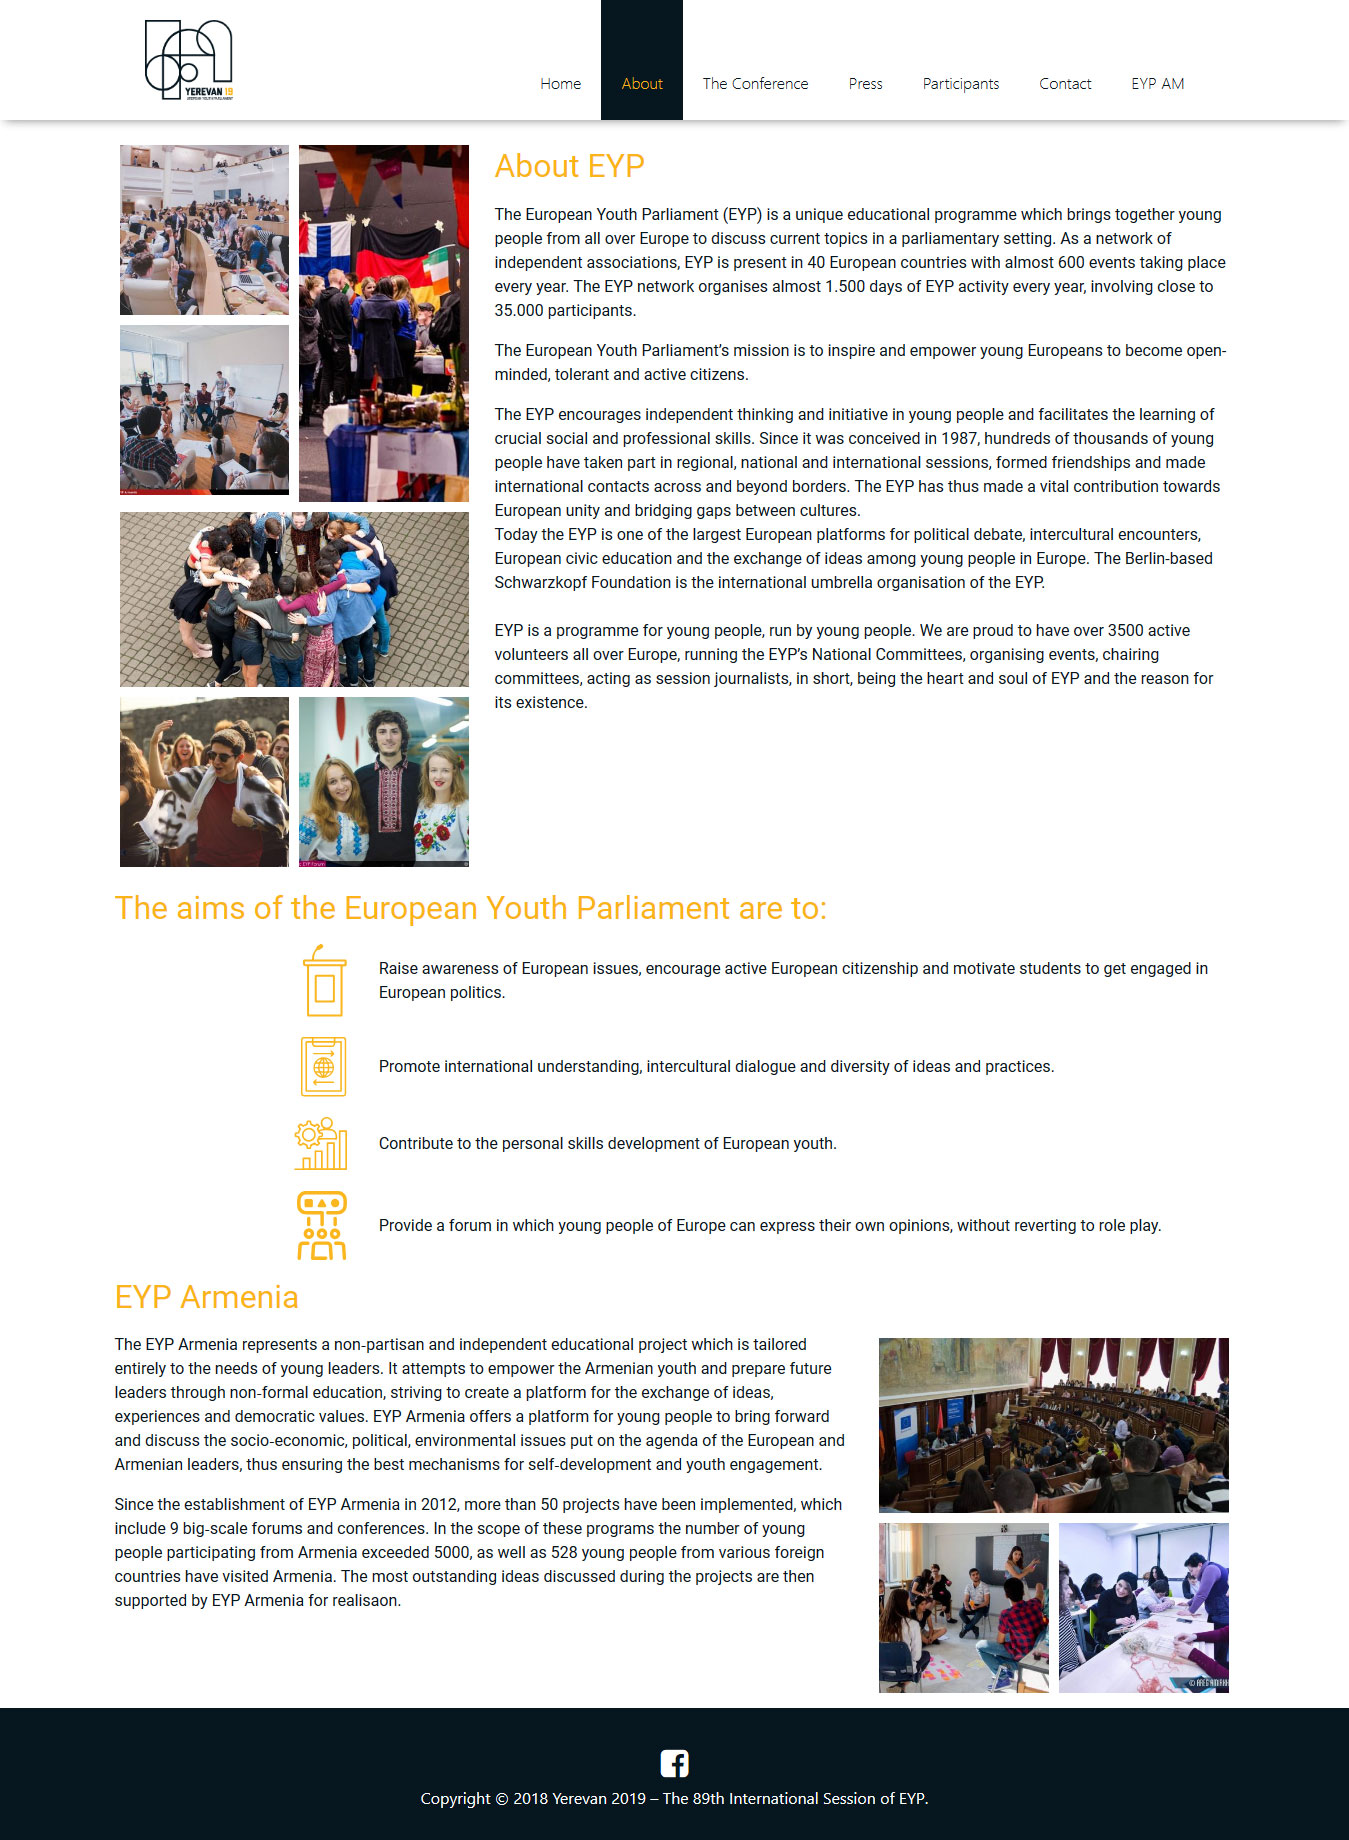 YEREVAN 19
EUROPEAN YOUTH PARLIAMENT
Home
About
The Conference
Press
Participants
Contact
EYP AM
About EYP
The European Youth Parliament (EYP) is a unique educational programme which brings together young
people from all over Europe to discuss current topics in a parliamentary setting. As a network of
independent associations, EYP is present in 40 European countries with almost 600 events taking place
every year. The EYP network organises almost 1.500 days of EYP activity every year, involving close to
35.000 participants.
The European Youth Parliament’s mission is to inspire and empower young Europeans to become open-
minded, tolerant and active citizens.
The EYP encourages independent thinking and initiative in young people and facilitates the learning of
crucial social and professional skills. Since it was conceived in 1987, hundreds of thousands of young
people have taken part in regional, national and international sessions, formed friendships and made
international contacts across and beyond borders. The EYP has thus made a vital contribution towards
European unity and bridging gaps between cultures.
Today the EYP is one of the largest European platforms for political debate, intercultural encounters,
European civic education and the exchange of ideas among young people in Europe. The Berlin-based
Schwarzkopf Foundation is the international umbrella organisation of the EYP.
EYP is a programme for young people, run by young people. We are proud to have over 3500 active
volunteers all over Europe, running the EYP’s National Committees, organising events, chairing
committees, acting as session journalists, in short, being the heart and soul of EYP and the reason for
its existence.
The aims of the European Youth Parliament are to:
Raise awareness of European issues, encourage active European citizenship and motivate students to get engaged in
European politics.
Promote international understanding, intercultural dialogue and diversity of ideas and practices.
Contribute to the personal skills development of European youth.
Provide a forum in which young people of Europe can express their own opinions, without reverting to role play.
EYP Armenia
The EYP Armenia represents a non-partisan and independent educational project which is tailored
entirely to the needs of young leaders. It attempts to empower the Armenian youth and prepare future
leaders through non-formal education, striving to create a platform for the exchange of ideas,
experiences and democratic values. EYP Armenia offers a platform for young people to bring forward
and discuss the socio-economic, political, environmental issues put on the agenda of the European and
Armenian leaders, thus ensuring the best mechanisms for self-development and youth engagement.
Since the establishment of EYP Armenia in 2012, more than 50 projects have been implemented, which
include 9 big-scale forums and conferences. In the scope of these programs the number of young
people participating from Armenia exceeded 5000, as well as 528 young people from various foreign
countries have visited Armenia. The most outstanding ideas discussed during the projects are then
supported by EYP Armenia for realisaon.
Copyright © 2018 Yerevan 2019 – The 89th International Session of EYP.